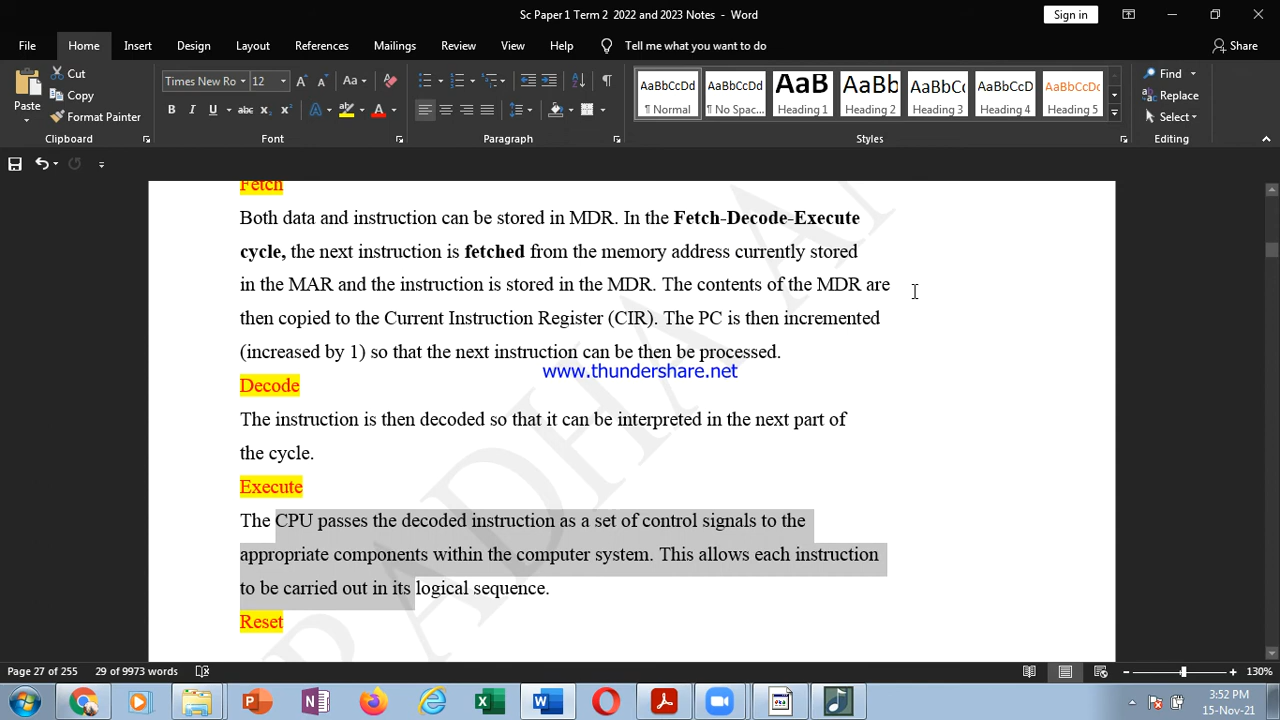 Sc Paper 1 Term 2 2022 and 2023 Notes - Word
Sign in
File Home Insert Design Layout References Mailings Review View Help Tell me what you want to do Share
Paste
Cut
Copy
Format Painter
Clipboard
Times New Ro 12
Font
Paragraph
AaBbCcDd AaBbCcDd AaB AaBb AaBbCcD AaBbCcD AaBbCcD
¶ Normal ¶ No Spac... Heading 1 Heading 2 Heading 3 Heading 4 Heading 5
Styles
Find
Replace
Select
Editing
Fetch
Both data and instruction can be stored in MDR. In the Fetch-Decode-Execute
cycle, the next instruction is fetched from the memory address currently stored
in the MAR and the instruction is stored in the MDR. The contents of the MDR are
then copied to the Current Instruction Register (CIR). The PC is then incremented
(increased by 1) so that the next instruction can be then be processed.
www.thundershare.net
Decode
The instruction is then decoded so that it can be interpreted in the next part of
the cycle.
Execute
The CPU passes the decoded instruction as a set of control signals to the
appropriate components within the computer system. This allows each instruction
to be carried out in its logical sequence.
Reset
Page 27 of 255 29 of 9973 words
130%
3:52 PM
15-Nov-21